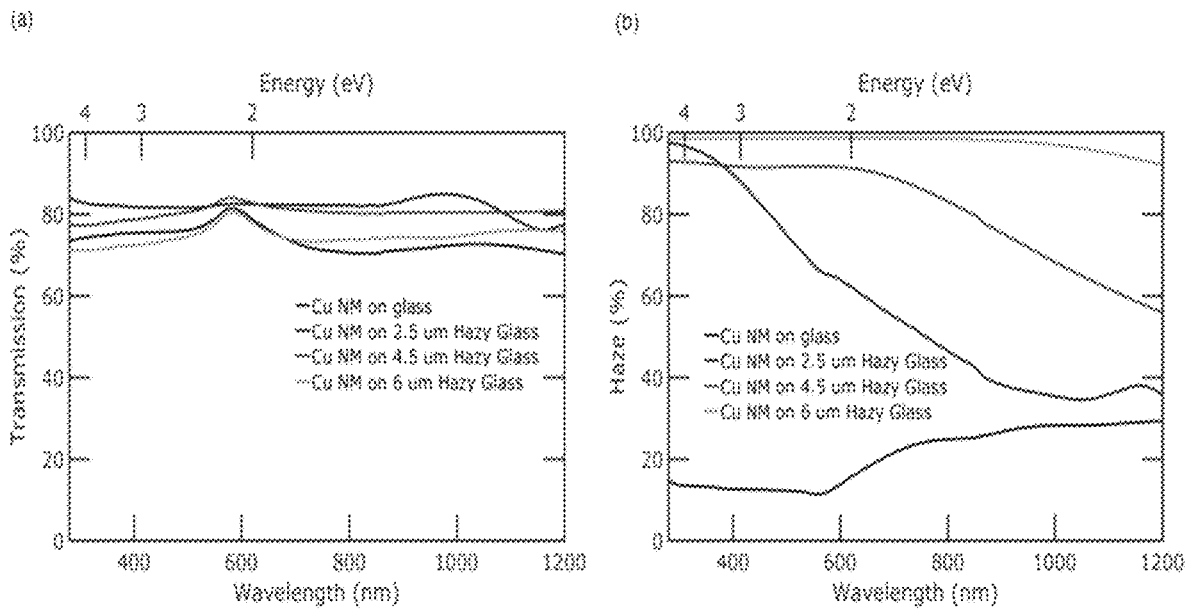 (a)
Energy (eV)
4 3 2
100
80
60
40
20
0
Transmission (%)
Cu NM on glass
Cu NM on 2.5 um Hazy Glass
Cu NM on 4.5 um Hazy Glass
Cu NM on 6 um Hazy Glass
400 600 800 1000 1200
Wavelength (nm)
(b)
Energy (eV)
4 3 2
100
80
60
40
20
0
Haze (%)
Cu NM on glass
Cu NM on 2.5 um Hazy Glass
Cu NM on 4.5 um Hazy Glass
Cu NM on 6 um Hazy Glass
400 600 800 1000 1200
Wavelength (nm)